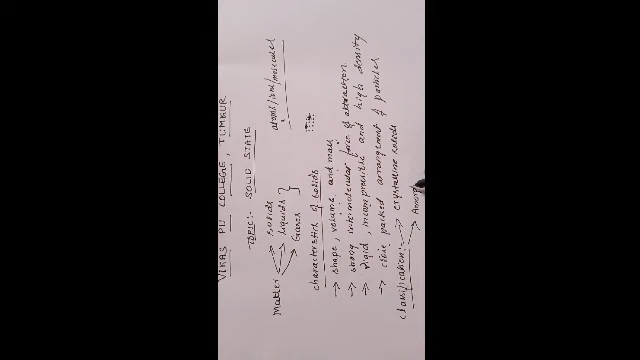 VIKAS PU COLLEGE, TUMKUR
TOPIC:- SOLID STATE
Matter → Solids
→ Liquids
→ Gases
atoms/ions/molecules
characteristics of solids
→ shape, volume and mass
→ strong intermolecular force of attraction
→ rigid, incompressible and high density
→ close packed arrangement of particles
classification: → crystalline solids
→ Amorp